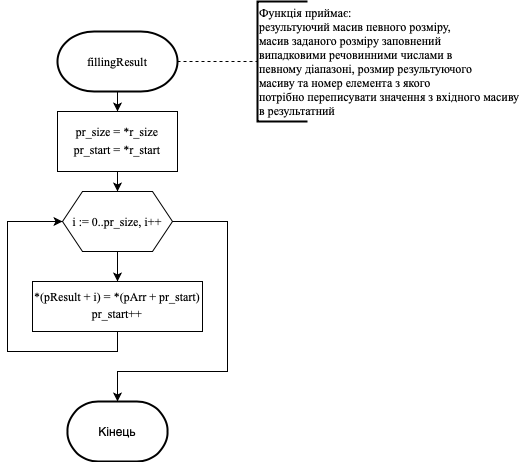 Функція приймає:
результуючий масив певного розміру,
масив заданого розміру заповнений
випадковими речовинними числами в
певному діапазоні, розмир результуючого
масиву та номер елемента з якого
потрібно переписувати значення з вхідного масиву
в результатний
fillingResult
pr_size = *r_size
pr_start = *r_start
i := 0..pr_size, i++
*(pResult + i) = *(pArr + pr_start)
pr_start++
Кінець